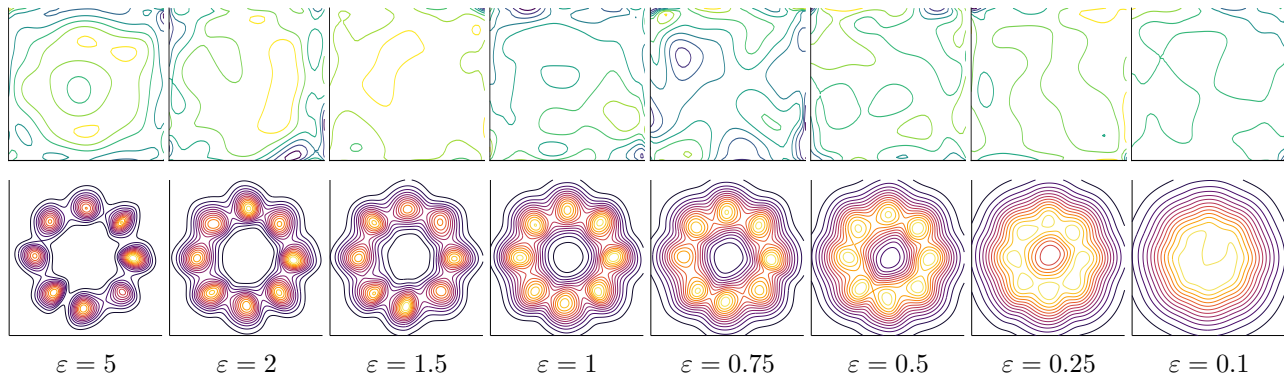 ε = 5 ε = 2 ε = 1.5 ε = 1 ε = 0.75 ε = 0.5 ε = 0.25 ε = 0.1